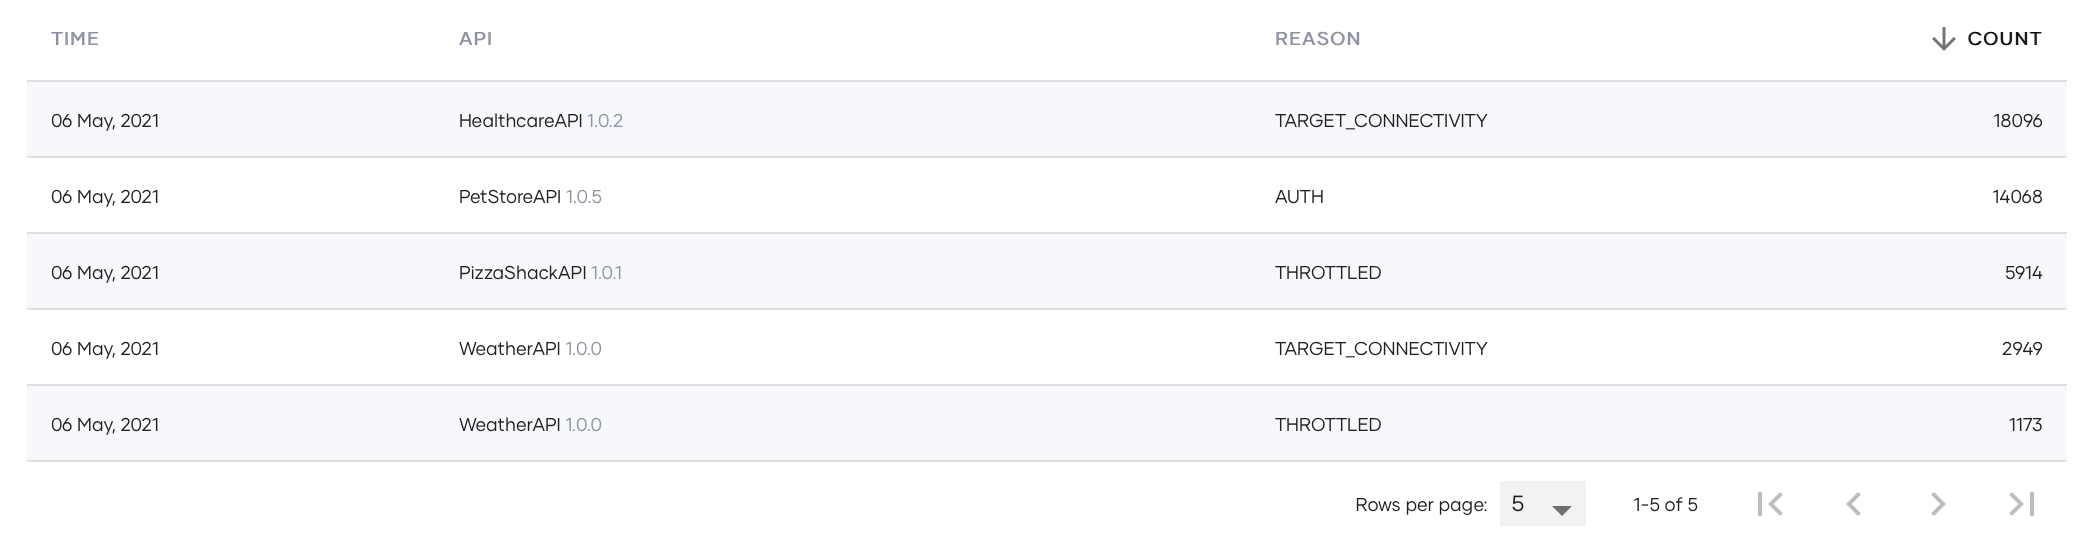 TIME API REASON COUNT
06 May, 2021 HealthcareAPI 1.0.2 TARGET_CONNECTIVITY 18096
06 May, 2021 PetStoreAPI 1.0.5 AUTH 14068
06 May, 2021 PizzaShackAPI 1.0.1 THROTTLED 5914
06 May, 2021 WeatherAPI 1.0.0 TARGET_CONNECTIVITY 2949
06 May, 2021 WeatherAPI 1.0.0 THROTTLED 1173
Rows per page: 5 1-5 of 5